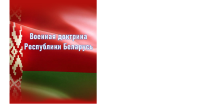 Военная доктрина
Республики Беларусь